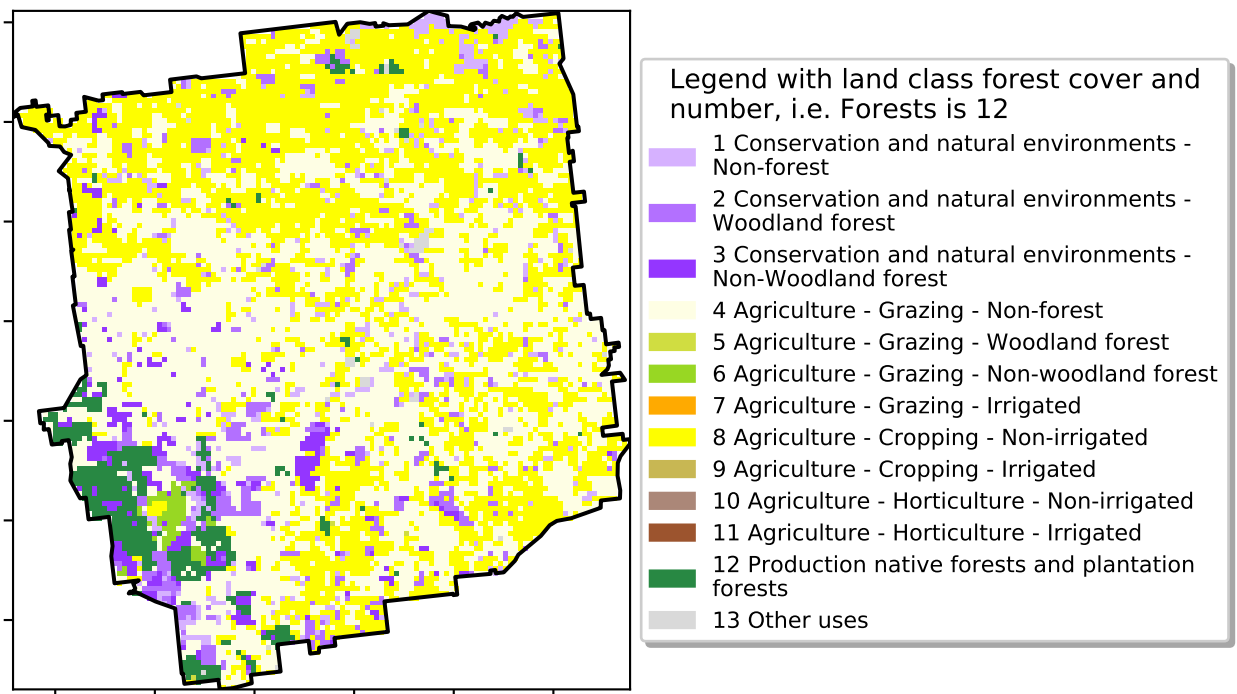 Legend with land class forest cover and
number, i.e. Forests is 12
1 Conservation and natural environments -
Non-forest
2 Conservation and natural environments -
Woodland forest
3 Conservation and natural environments -
Non-Woodland forest
4 Agriculture - Grazing - Non-forest
5 Agriculture - Grazing - Woodland forest
6 Agriculture - Grazing - Non-woodland forest
7 Agriculture - Grazing - Irrigated
8 Agriculture - Cropping - Non-irrigated
9 Agriculture - Cropping - Irrigated
10 Agriculture - Horticulture - Non-irrigated
11 Agriculture - Horticulture - Irrigated
12 Production native forests and plantation
forests
13 Other uses